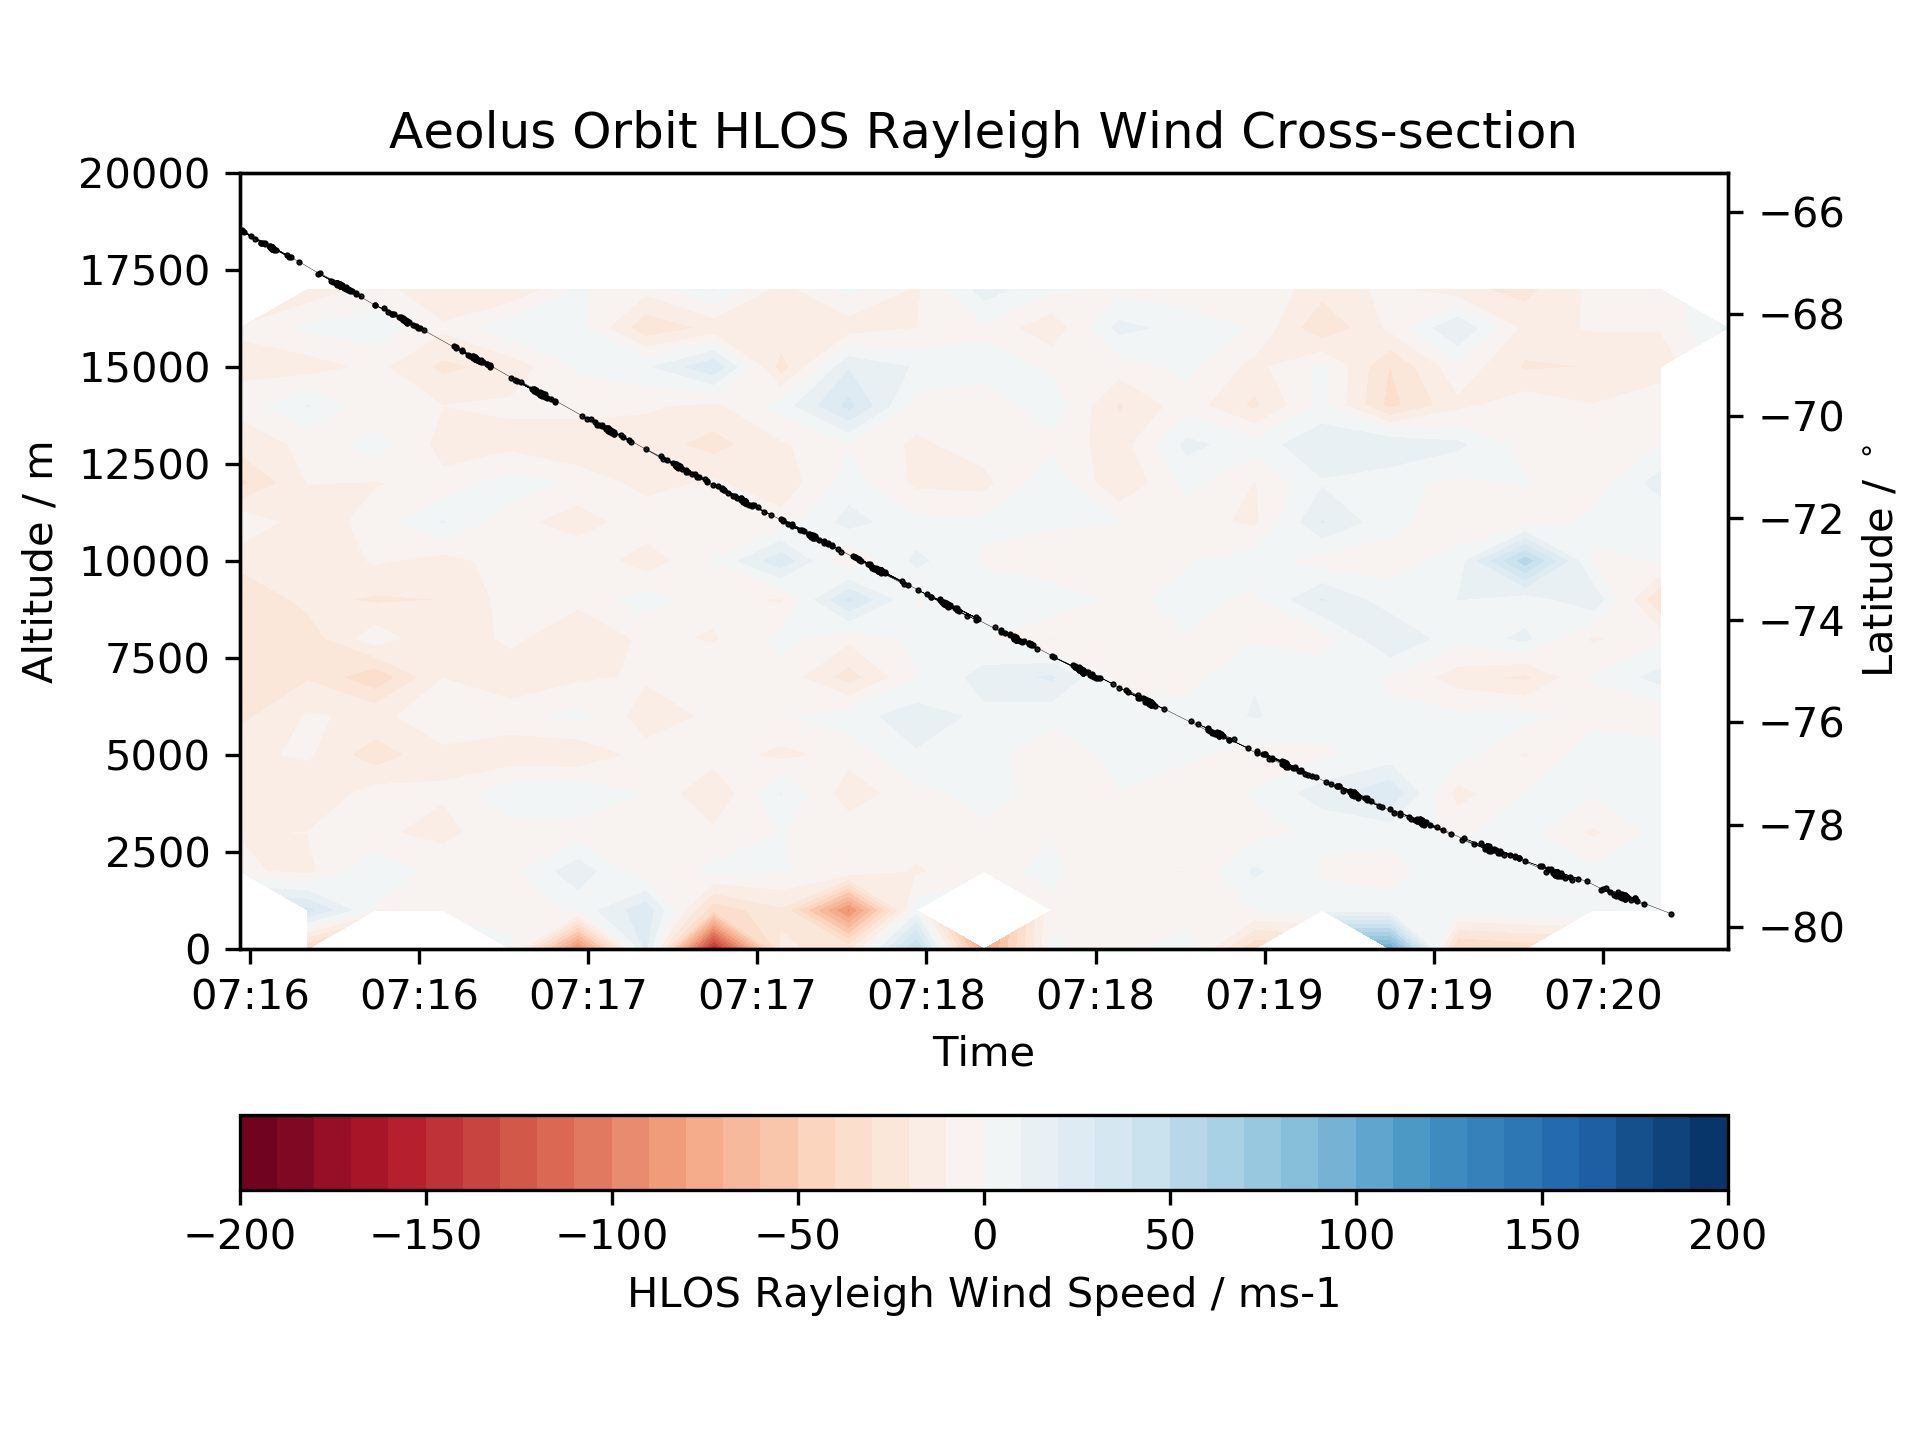 Aeolus Orbit HLOS Rayleigh Wind Cross-section
20000
17500
15000
12500
10000
7500
5000
2500
0
Altitude / m
−66
−68
−70
−72
−74
−76
−78
−80
Latitude / °
07:16 07:16 07:17 07:17 07:18 07:18 07:19 07:19 07:20
Time
−200 −150 −100 −50 0 50 100 150 200
HLOS Rayleigh Wind Speed / ms-1